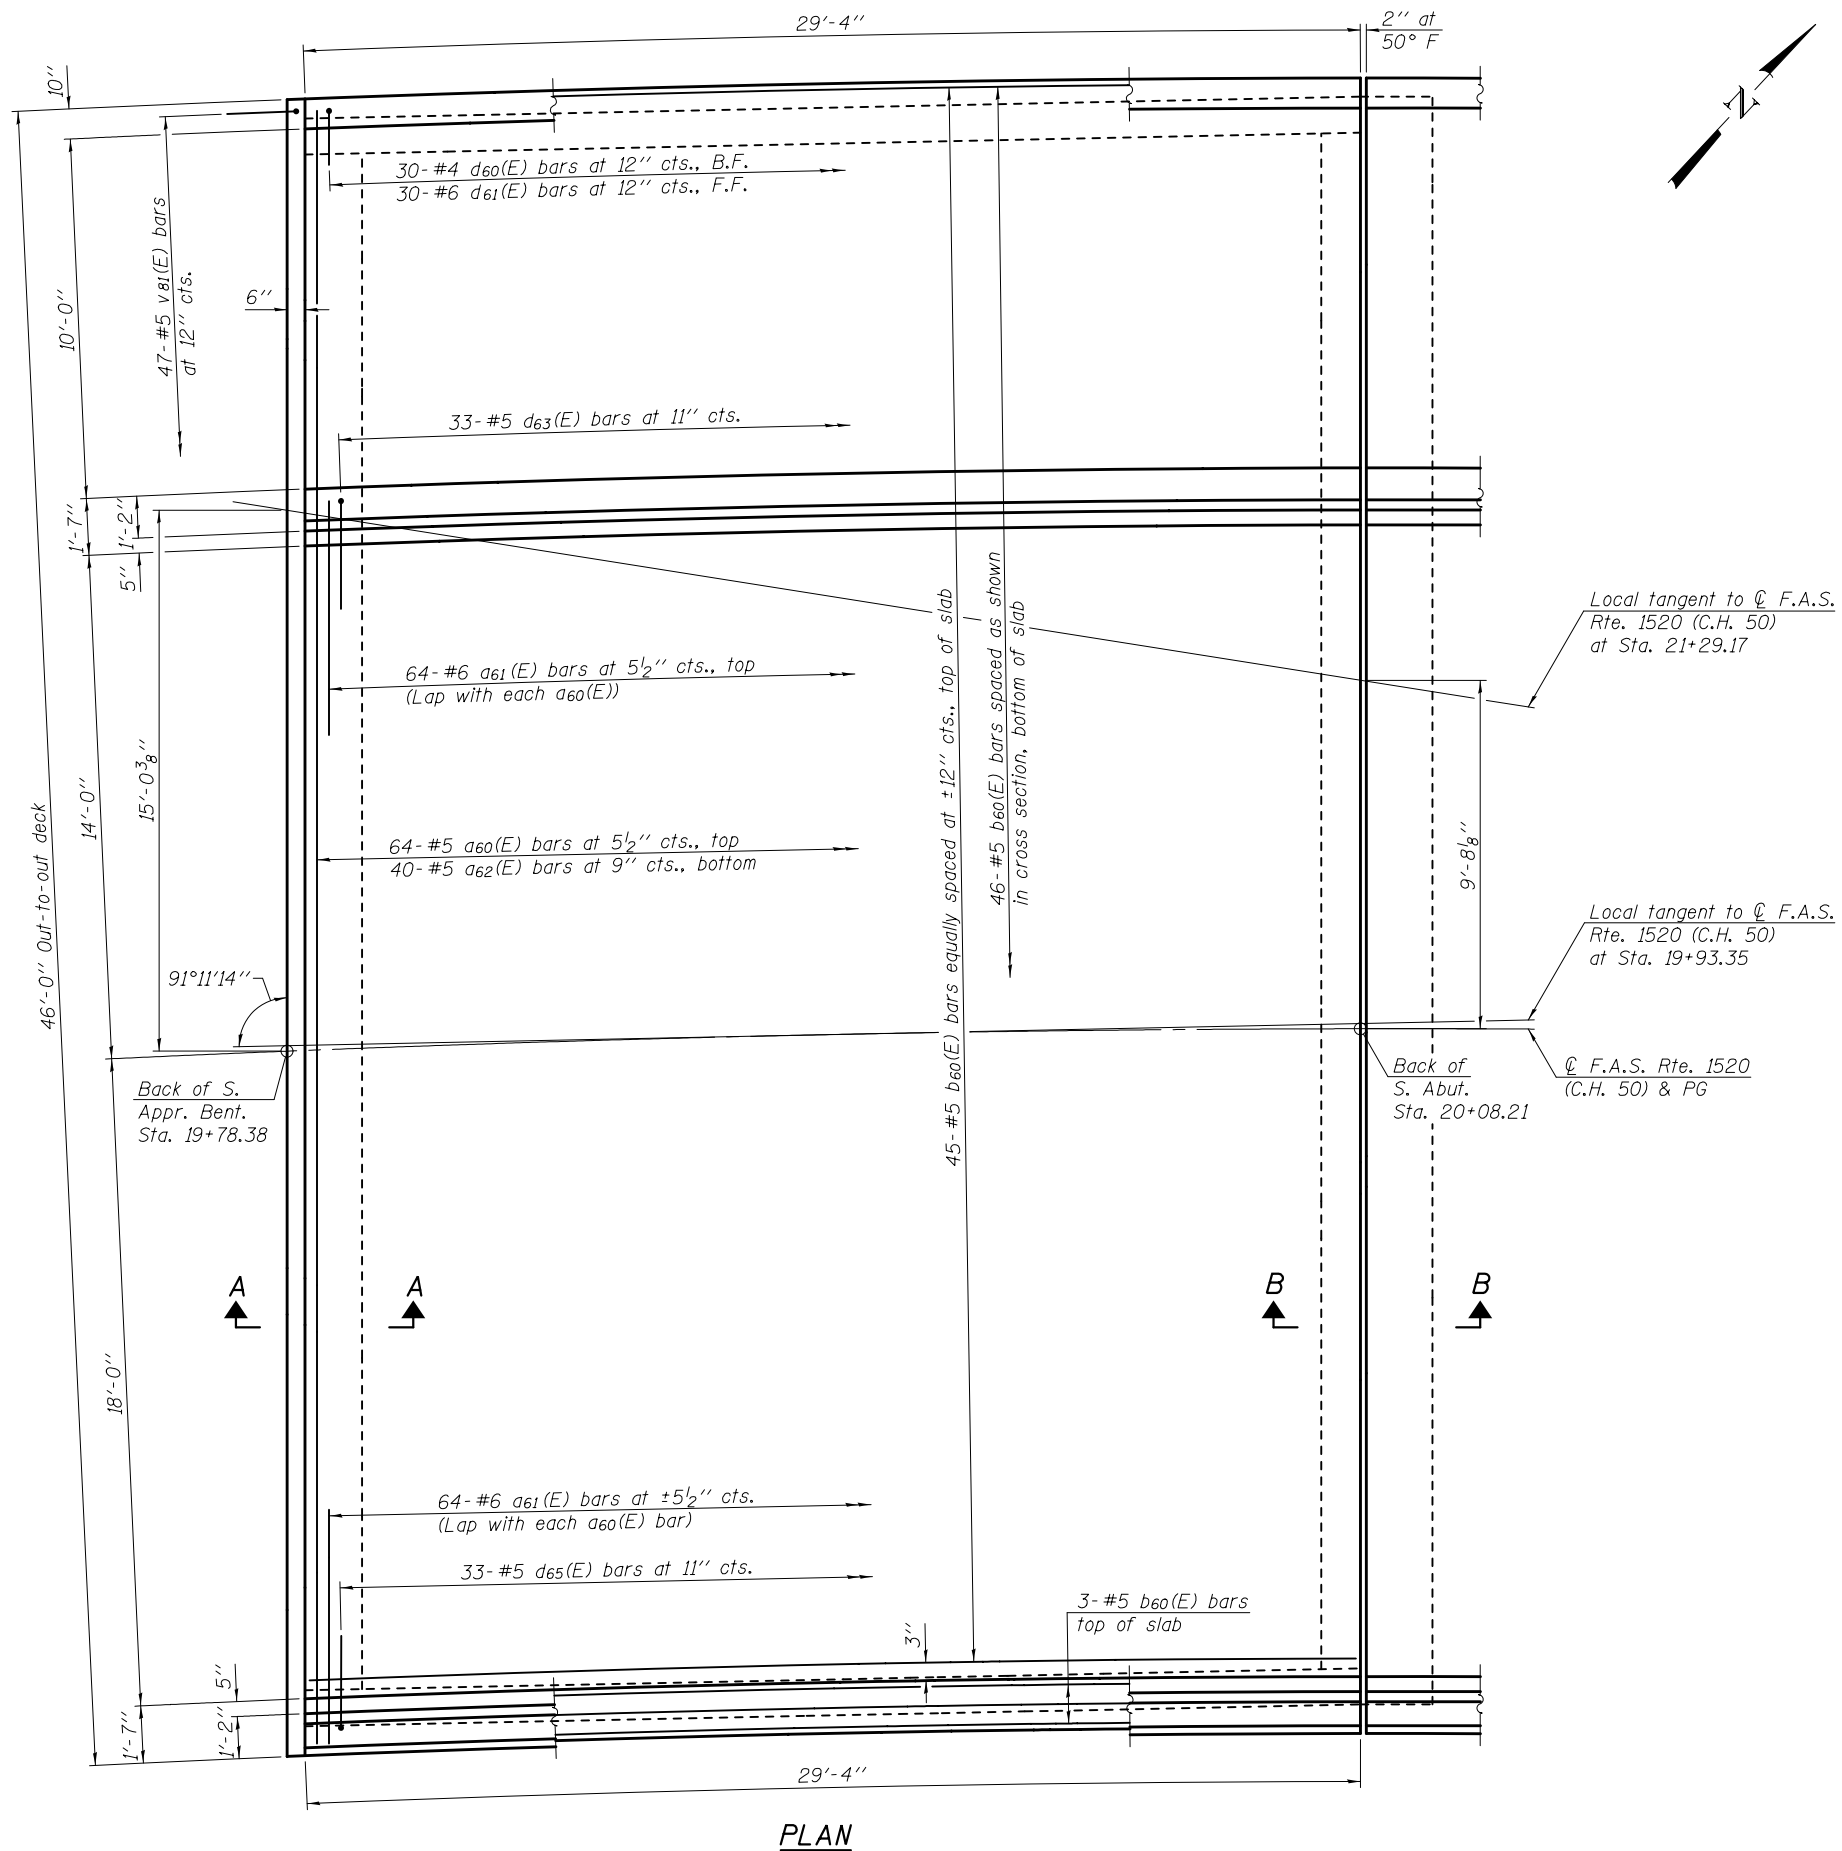 29'-4"
2" at
50° F
10"
N
30-#4 d60(E) bars at 12" cts., B.F.
30-#6 d61(E) bars at 12" cts., F.F.
47-#5 v81(E) bars
at 12" cts.
6"
10'-0"
33-#5 d63(E) bars at 11" cts.
1'-7"
1'-2"
5"
64-#6 a61(E) bars at 5½" cts., top
(Lap with each a60(E))
45-#5 b60(E) bars equally spaced at ±12" cts., top of slab
46-#5 b60(E) bars spaced as shown
in cross section, bottom of slab
Local tangent to ℄ F.A.S.
Rte. 1520 (C.H. 50)
at Sta. 21+29.17
15'-0⅜"
14'-0"
46'-0" Out-to-out deck
64-#5 a60(E) bars at 5½" cts., top
40-#5 a62(E) bars at 9" cts., bottom
9'-8⅛"
Local tangent to ℄ F.A.S.
Rte. 1520 (C.H. 50)
at Sta. 19+93.35
91°11'14"
Back of S.
Appr. Bent.
Sta. 19+78.38
Back of
S. Abut.
Sta. 20+08.21
℄ F.A.S. Rte. 1520
(C.H. 50) & PG
A
A
B
B
18'-0"
64-#6 a61(E) bars at ±5½" cts.
(Lap with each a60(E) bar)
33-#5 d65(E) bars at 11" cts.
3-#5 b60(E) bars
top of slab
3"
5"
1'-7"
1'-2"
29'-4"
PLAN